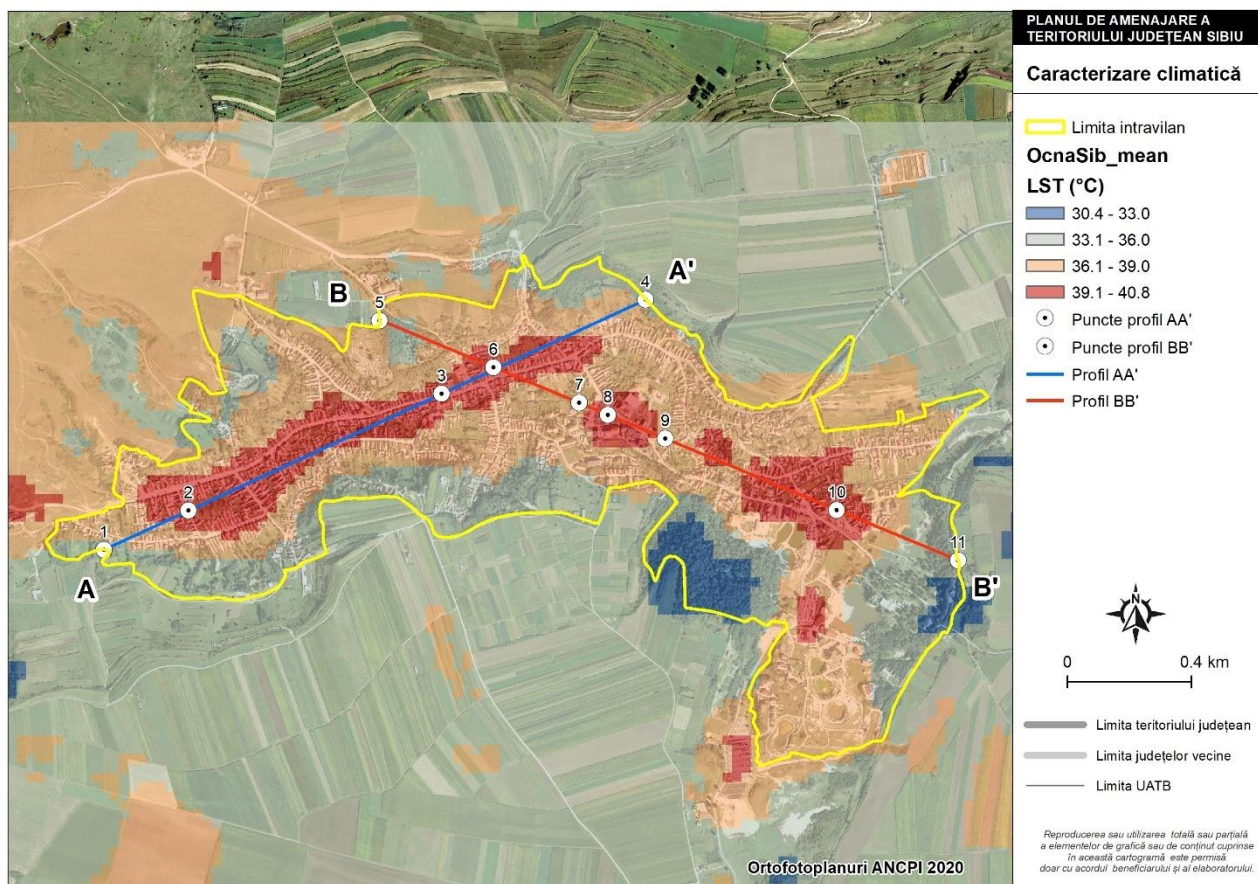 PLANUL DE AMENAJARE A
TERITORIULUI JUDEȚEAN SIBIU
Caracterizare climatică
Limita intravilan
OcnaSib_mean
LST (°C)
30.4 - 33.0
33.1 - 36.0
36.1 - 39.0
39.1 - 40.8
Puncte profil AA'
Puncte profil BB'
Profil AA'
Profil BB'
N
0 0.4 km
Limita teritoriului județean
Limita județelor vecine
Limita UATB
Reproducerea sau utilizarea totală sau parțială
a elementelor de grafică sau de conținut cuprinse
în această cartogramă este permisă
doar cu acordul beneficiarului și al elaboratorului.
A'
4
B
5
6
3
7
8
9
2
10
1
11
A
B'
Ortofotoplanuri ANCPI 2020